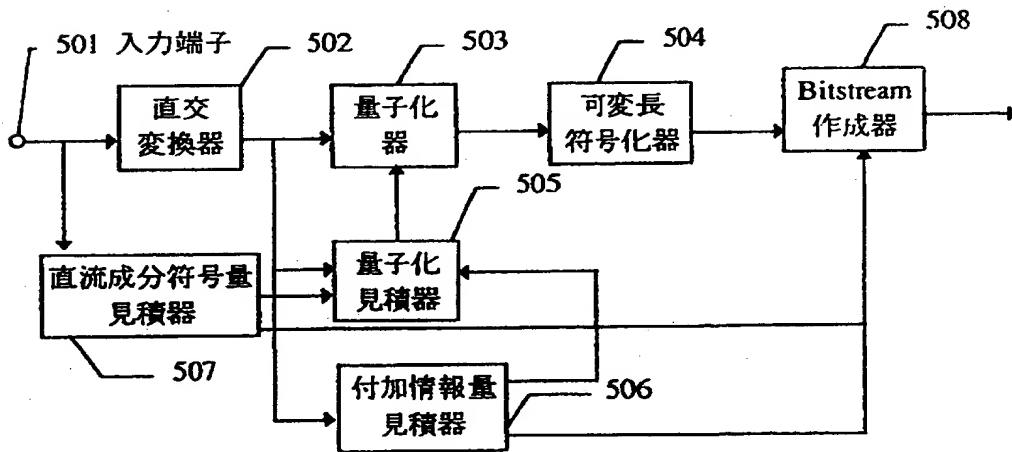 501 入力端子
502
503
504
508
直交
変換器
量子化
器
可変長
符号化器
Bitstream
作成器
505
直流成分符号量
見積器
量子化
見積器
507
付加情報量
見積器
506